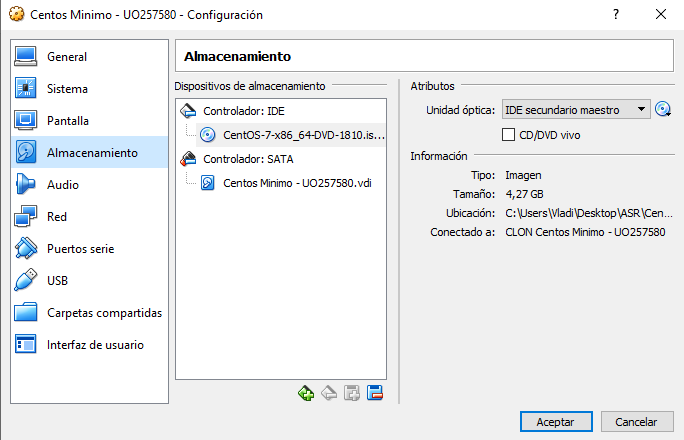 Centos Minimo - UO257580 - Configuración
General
Sistema
Pantalla
Almacenamiento
Audio
Red
Puertos serie
USB
Carpetas compartidas
Interfaz de usuario
Almacenamiento
Dispositivos de almacenamiento
Controlador: IDE
CentOS-7-x86_64-DVD-1810.is...
Controlador: SATA
Centos Minimo - UO257580.vdi
Atributos
Unidad óptica: IDE secundario maestro
CD/DVD vivo
Información
Tipo: Imagen
Tamaño: 4,27 GB
Ubicación: C:\Users\Vladi\Desktop\ASR\Cen...
Conectado a: CLON Centos Minimo - UO257580
Aceptar Cancelar